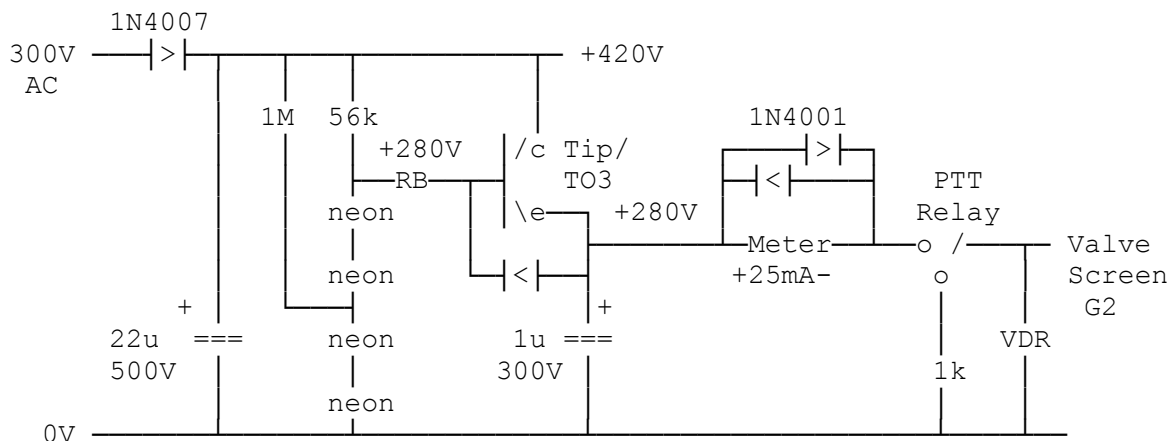 1N4007
300V +420V
AC
1M 56k 1N4001
+280V /c Tip/
RB TO3 PTT
neon \e +280V Relay
Meter o / Valve
neon +25mA- o Screen
+ + G2
22u === neon 1u === VDR
500V 300V 1k
neon
0V